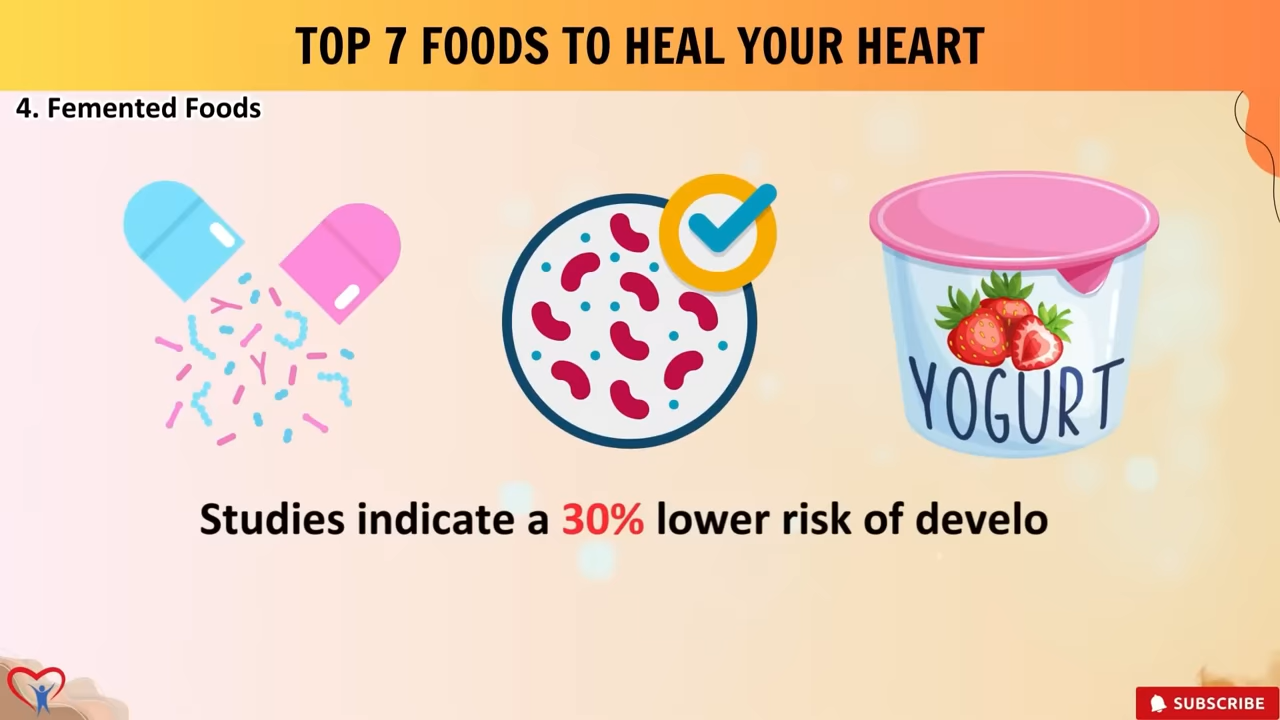 TOP 7 FOODS TO HEAL YOUR HEART
4. Femented Foods
YOGURT
Studies indicate a 30% lower risk of develo
SUBSCRIBE